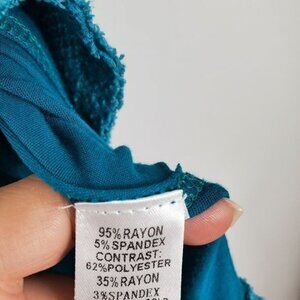 95%RAYON
5%SPANDEX
CONTRAST:
62%POLYESTER
35%RAYON
3%SPANDEX